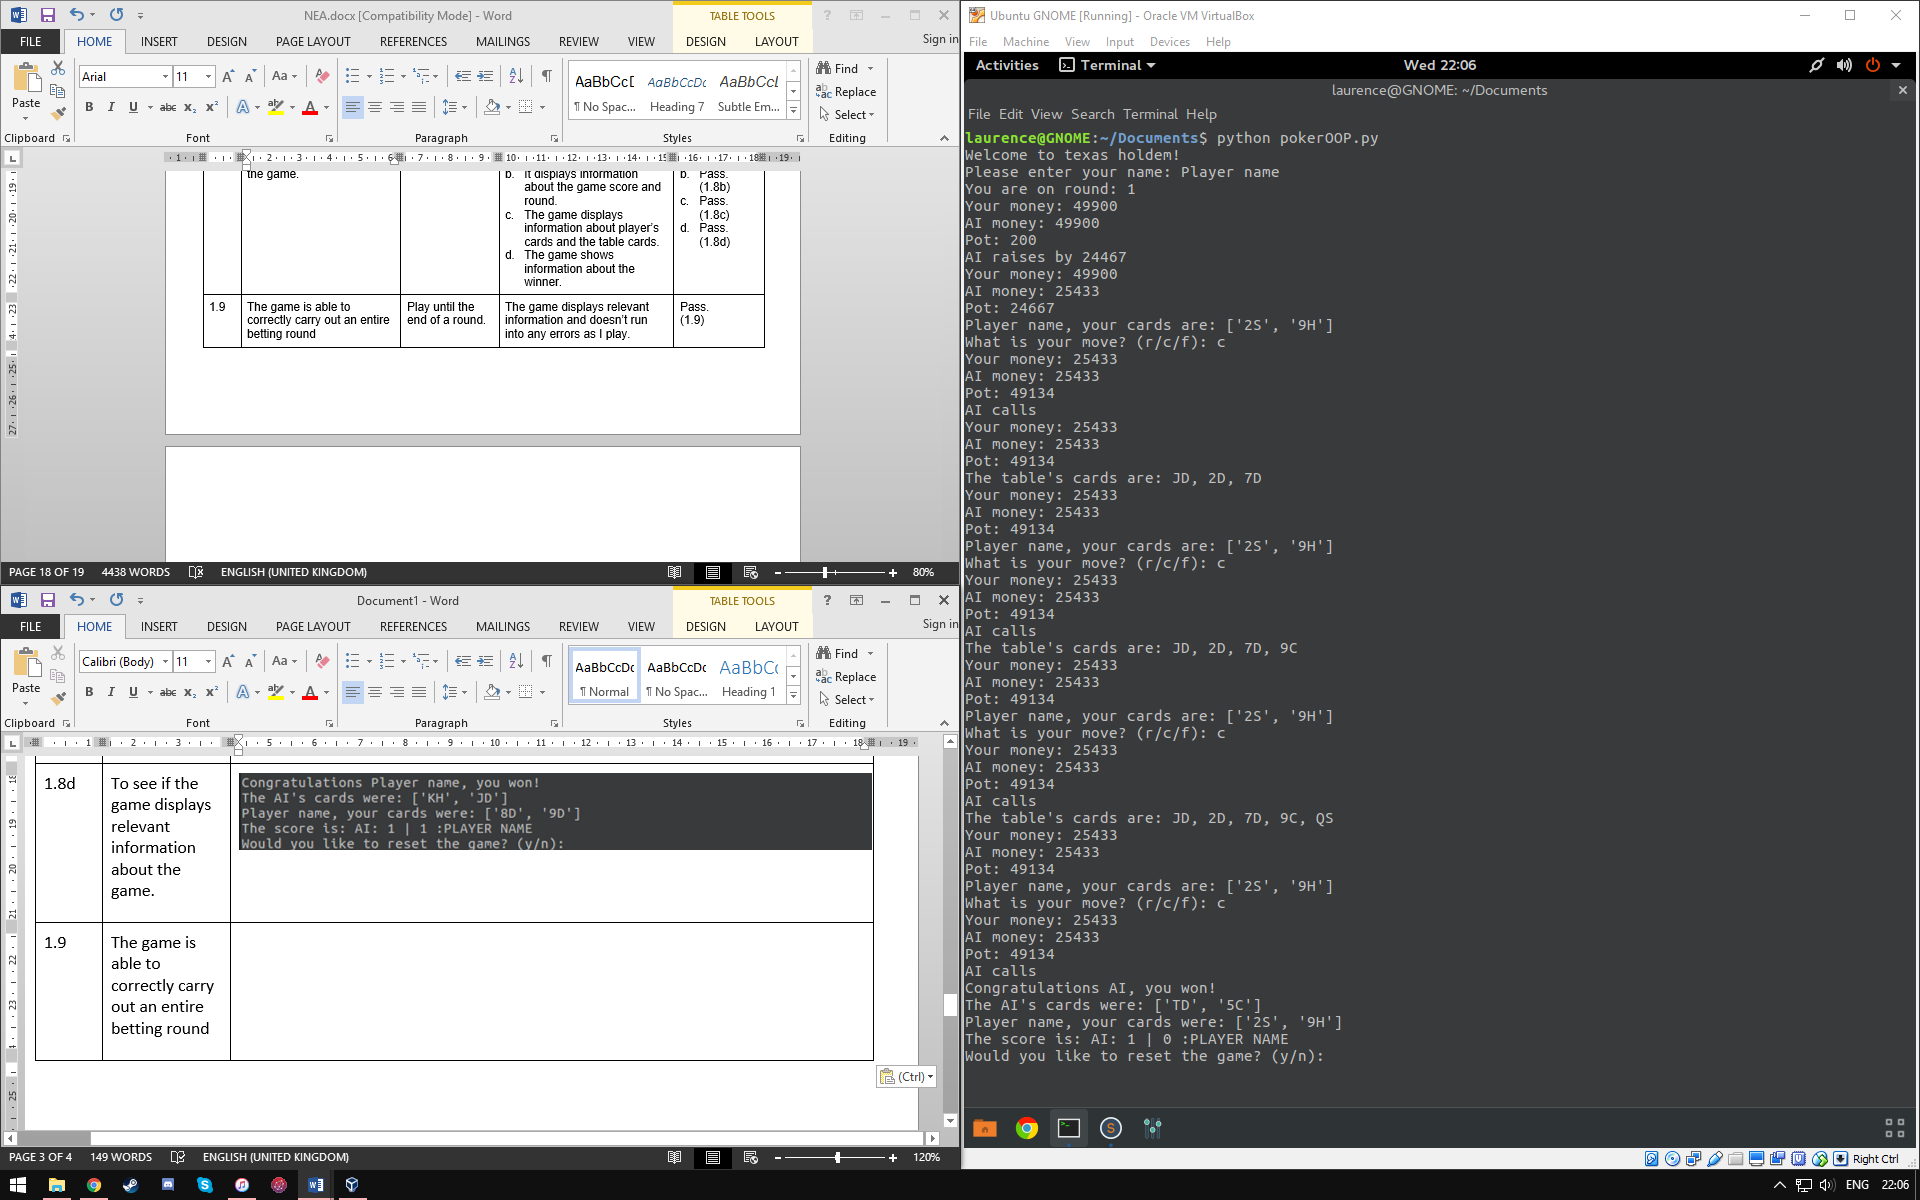 NEA.docx [Compatibility Mode] - Word
TABLE TOOLS
FILE HOME INSERT DESIGN PAGE LAYOUT REFERENCES MAILINGS REVIEW VIEW DESIGN LAYOUT Sign in
Arial 11
Paste
Clipboard Font Paragraph Styles Editing
AaBbCcD AaBbCcDc AaBbCcL
¶ No Spac... Heading 7 Subtle Em...
Find
Replace
Select
the game.
b. It displays information about the game score and round.
c. The game displays information about player's cards and the table cards.
d. The game shows information about the winner.
b. Pass. (1.8b)
c. Pass. (1.8c)
d. Pass. (1.8d)
1.9
The game is able to correctly carry out an entire betting round
Play until the end of a round.
The game displays relevant information and doesn't run into any errors as I play.
Pass. (1.9)
PAGE 18 OF 19 4438 WORDS ENGLISH (UNITED KINGDOM) 80%
Document1 - Word
TABLE TOOLS
FILE HOME INSERT DESIGN PAGE LAYOUT REFERENCES MAILINGS REVIEW VIEW DESIGN LAYOUT Sign in
Calibri (Body) 11
Paste
Clipboard Font Paragraph Styles Editing
AaBbCcDc AaBbCcDc AaBbCc
¶ Normal ¶ No Spac... Heading 1
Find
Replace
Select
1.8d
To see if the
game displays
relevant
information
about the
game.
Congratulations Player name, you won!
The AI's cards were: ['KH', 'JD']
Player name, your cards were: ['8D', '9D']
The score is: AI: 1 | 1 :PLAYER NAME
Would you like to reset the game? (y/n):
1.9
The game is
able to
correctly carry
out an entire
betting round
(Ctrl)
PAGE 3 OF 4 149 WORDS ENGLISH (UNITED KINGDOM) 120%
Ubuntu GNOME [Running] - Oracle VM VirtualBox
File Machine View Input Devices Help
Activities Terminal Wed 22:06
laurence@GNOME: ~/Documents
File Edit View Search Terminal Help
laurence@GNOME:~/Documents$ python pokerOOP.py
Welcome to texas holdem!
Please enter your name: Player name
You are on round: 1
Your money: 49900
AI money: 49900
Pot: 200
AI raises by 24467
Your money: 49900
AI money: 25433
Pot: 24667
Player name, your cards are: ['2S', '9H']
What is your move? (r/c/f): c
Your money: 25433
AI money: 25433
Pot: 49134
AI calls
Your money: 25433
AI money: 25433
Pot: 49134
The table's cards are: JD, 2D, 7D
Your money: 25433
AI money: 25433
Pot: 49134
Player name, your cards are: ['2S', '9H']
What is your move? (r/c/f): c
Your money: 25433
AI money: 25433
Pot: 49134
AI calls
The table's cards are: JD, 2D, 7D, 9C
Your money: 25433
AI money: 25433
Pot: 49134
Player name, your cards are: ['2S', '9H']
What is your move? (r/c/f): c
Your money: 25433
AI money: 25433
Pot: 49134
AI calls
The table's cards are: JD, 2D, 7D, 9C, QS
Your money: 25433
AI money: 25433
Pot: 49134
Player name, your cards are: ['2S', '9H']
What is your move? (r/c/f): c
Your money: 25433
AI money: 25433
Pot: 49134
AI calls
Congratulations AI, you won!
The AI's cards were: ['TD', '5C']
Player name, your cards were: ['2S', '9H']
The score is: AI: 1 | 0 :PLAYER NAME
Would you like to reset the game? (y/n):
Right Ctrl
ENG 22:06